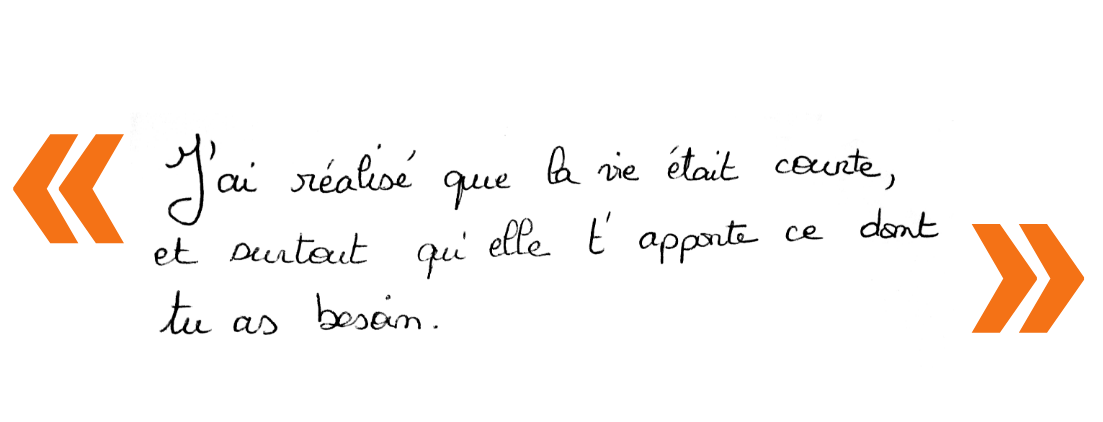 « J'ai réalisé que la vie était courte,
et surtout qu'elle t'apporte ce dont
tu as besoin. »